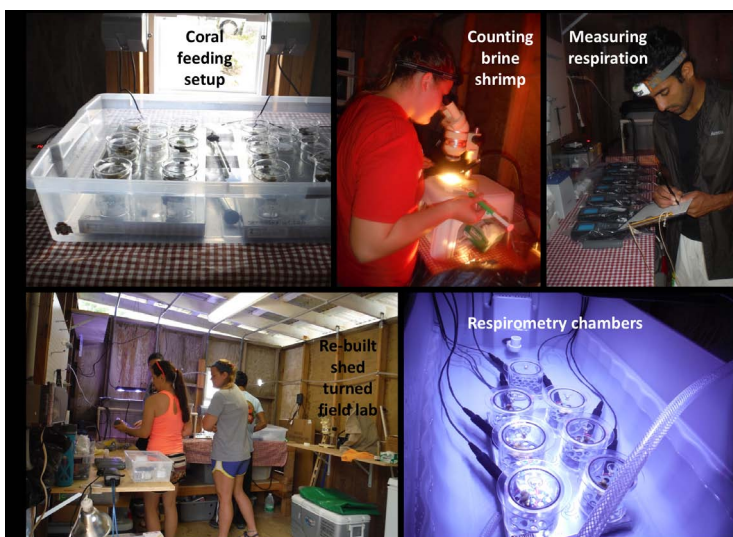 Coral
feeding
setup
Counting
brine
shrimp
Measuring
respiration
Re-built
shed
turned
field lab
Respirometry chambers